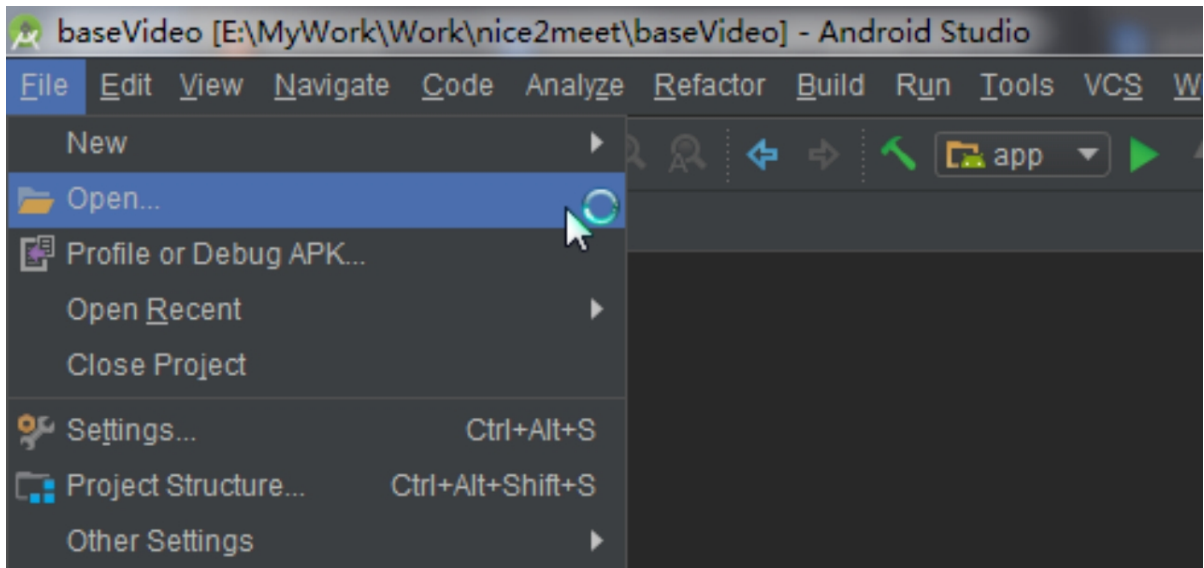 baseVideo [E:\MyWork\Work\nice2meet\baseVideo] - Android Studio
File Edit View Navigate Code Analyze Refactor Build Run Tools VCS
New
app
Open...
Profile or Debug APK...
Open Recent
Close Project
Settings... Ctrl+Alt+S
Project Structure... Ctrl+Alt+Shift+S
Other Settings